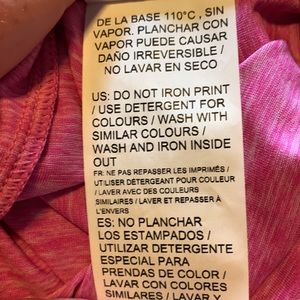 DE LA BASE 110°C , SIN
VAPOR. PLANCHAR CON
VAPOR PUEDE CAUSAR
DAÑO IRREVERSIBLE /
NO LAVAR EN SECO
US: DO NOT IRON PRINT
/ USE DETERGENT FOR
COLOURS / WASH WITH
SIMILAR COLOURS /
WASH AND IRON INSIDE
OUT
FR: NE PAS REPASSER LES IMPRIMÉS /
UTILISER DÉTERGEANT POUR COULEUR
/ LAVER AVEC DES COULEURS
SIMILAIRES / LAVER ET REPASSER À
L'ENVERS
ES: NO PLANCHAR
LOS ESTAMPADOS /
UTILIZAR DETERGENTE
ESPECIAL PARA
PRENDAS DE COLOR /
LAVAR CON COLORES
SIMILARES / LAVAR Y